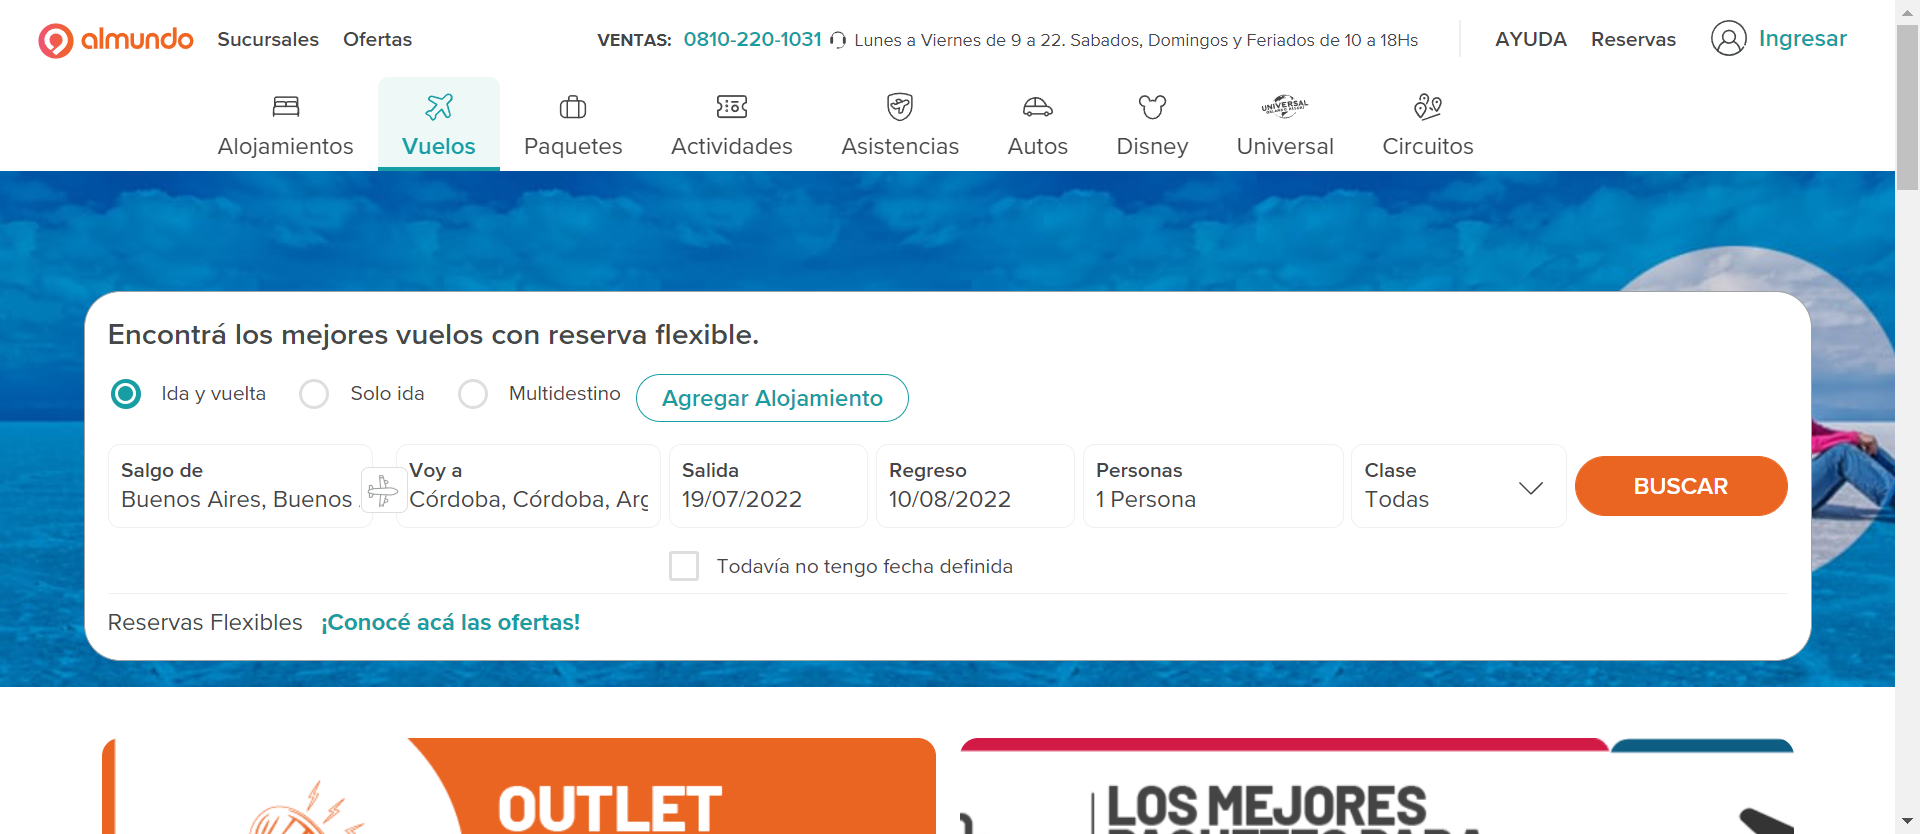 almundo Sucursales Ofertas VENTAS: 0810-220-1031 Lunes a Viernes de 9 a 22. Sabados, Domingos y Feriados de 10 a 18Hs AYUDA Reservas Ingresar
Alojamientos Vuelos Paquetes Actividades Asistencias Autos Disney UNIVERSAL Universal Circuitos
Encontrá los mejores vuelos con reserva flexible.
Ida y vuelta Solo ida Multidestino Agregar Alojamiento
Salgo de Voy a Salida Regreso Personas Clase
Buenos Aires, Buenos Córdoba, Córdoba, Arg 19/07/2022 10/08/2022 1 Persona Todas BUSCAR
Todavía no tengo fecha definida
Reservas Flexibles ¡Conocé acá las ofertas!
OUTLET LOS MEJORES